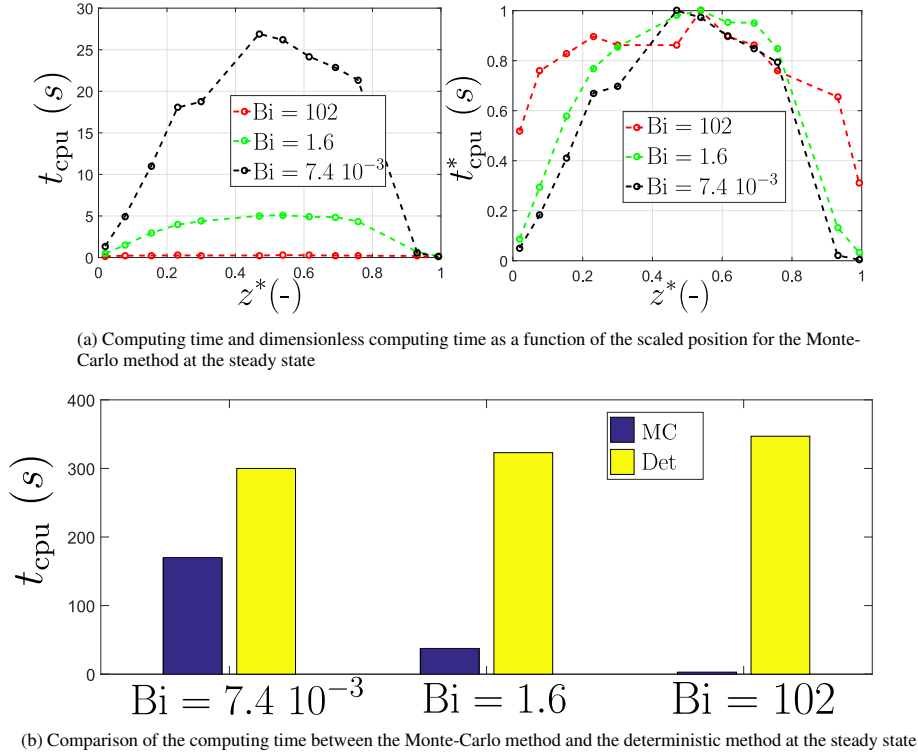 30
25
20
15
10
5
0
t_cpu (s)
Bi = 102
Bi = 1.6
Bi = 7.4 10⁻³
0 0.2 0.4 0.6 0.8 1
z*(-)
1
0.8
0.6
0.4
0.2
0
t*_cpu (s)
Bi = 102
Bi = 1.6
Bi = 7.4 10⁻³
0 0.2 0.4 0.6 0.8 1
z*(-)
(a) Computing time and dimensionless computing time as a function of the scaled position for the Monte-
Carlo method at the steady state
400
300
200
100
0
t_cpu (s)
MC
Det
Bi = 7.4 10⁻³ Bi = 1.6 Bi = 102
(b) Comparison of the computing time between the Monte-Carlo method and the deterministic method at the steady state